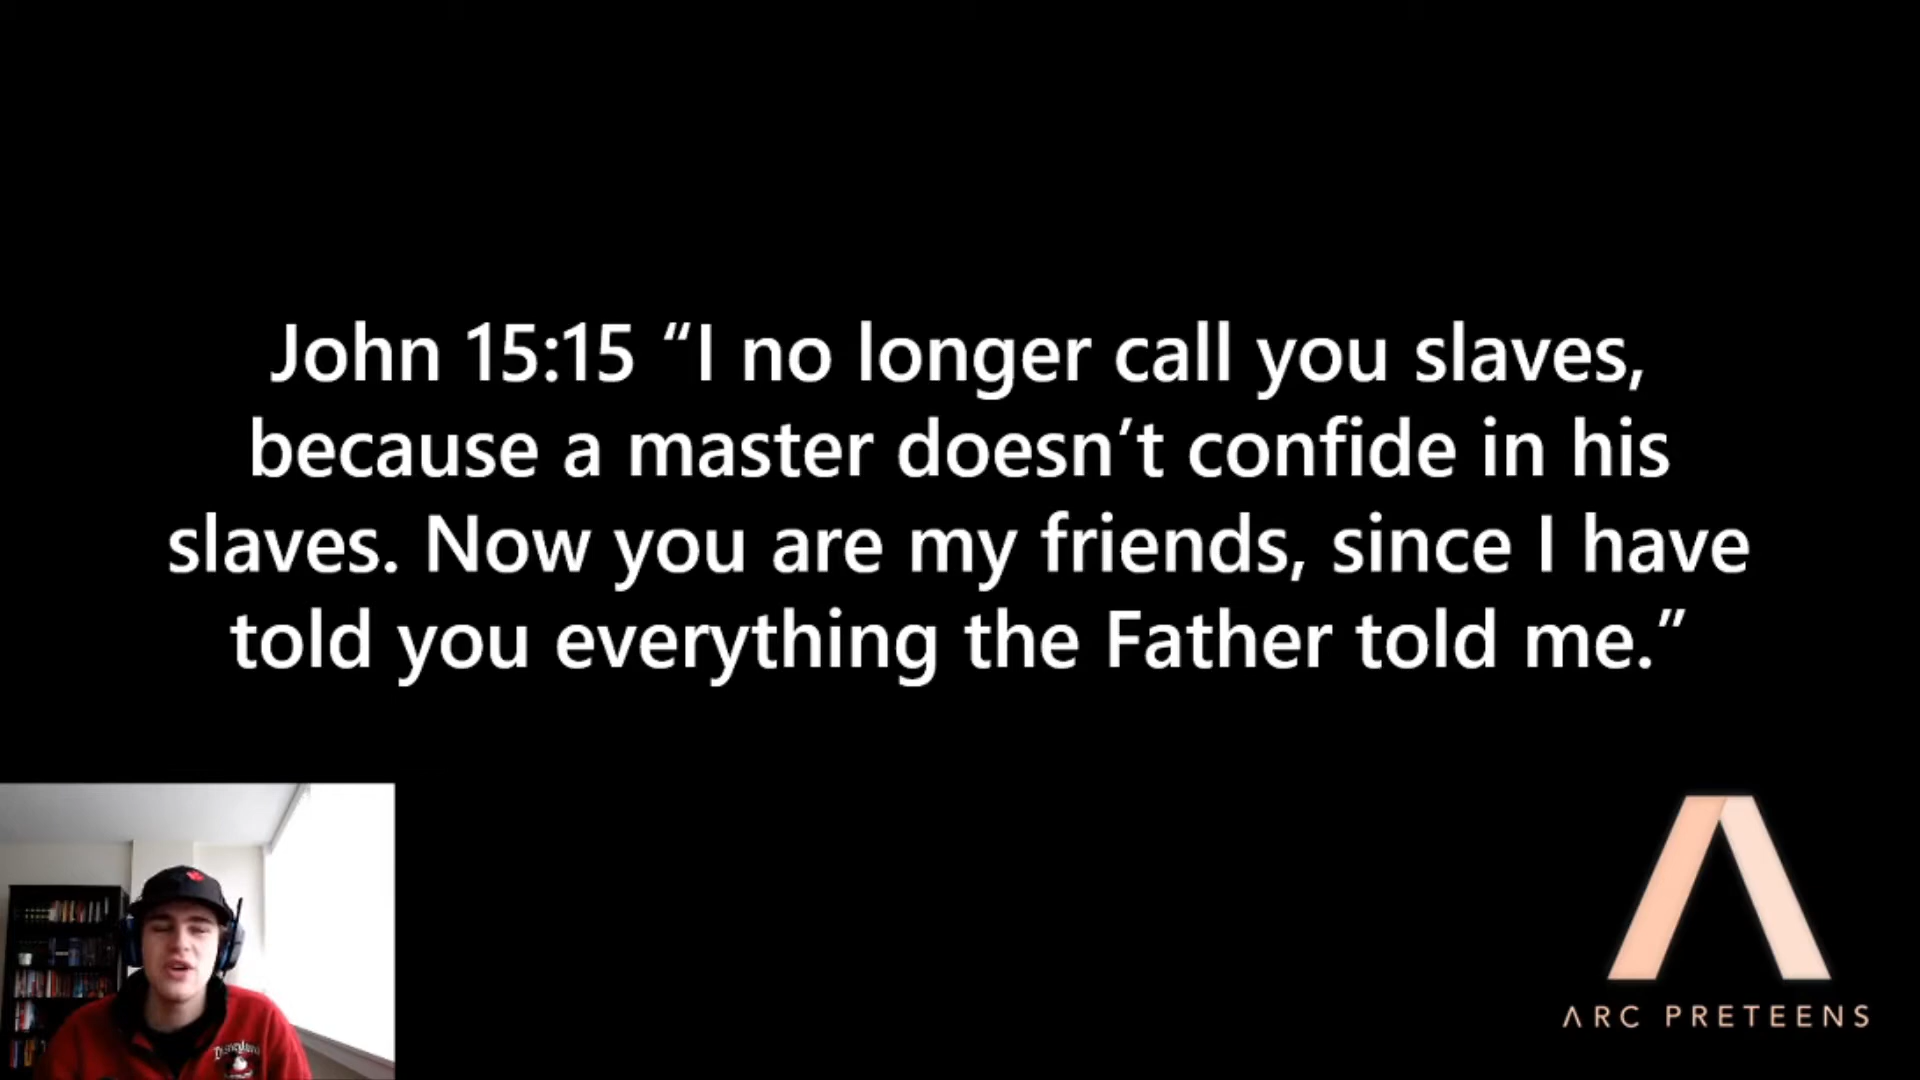 John 15:15 “I no longer call you slaves,
because a master doesn’t confide in his
slaves. Now you are my friends, since I have
told you everything the Father told me.”
Disneyland
ARC PRETEENS